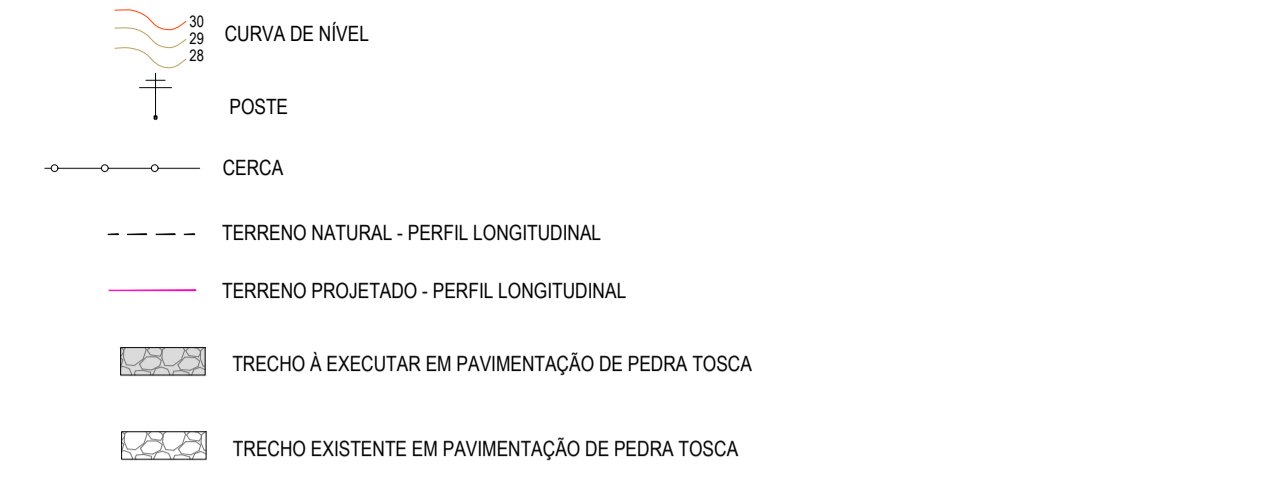 30
29
28
CURVA DE NÍVEL
POSTE
CERCA
TERRENO NATURAL - PERFIL LONGITUDINAL
TERRENO PROJETADO - PERFIL LONGITUDINAL
TRECHO À EXECUTAR EM PAVIMENTAÇÃO DE PEDRA TOSCA
TRECHO EXISTENTE EM PAVIMENTAÇÃO DE PEDRA TOSCA